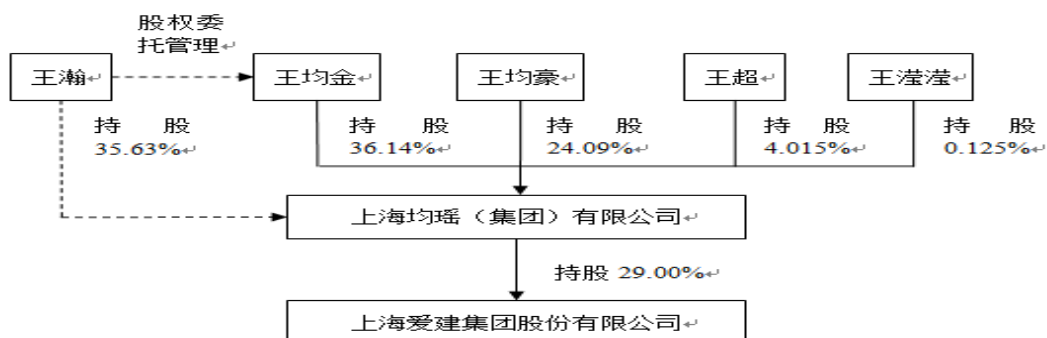 股权委
托管理
王瀚
王均金
王均豪
王超
王滢滢
持 股
35.63%
持 股
36.14%
持 股
24.09%
持 股
4.015%
持 股
0.125%
上海均瑶（集团）有限公司
持股 29.00%
上海爱建集团股份有限公司